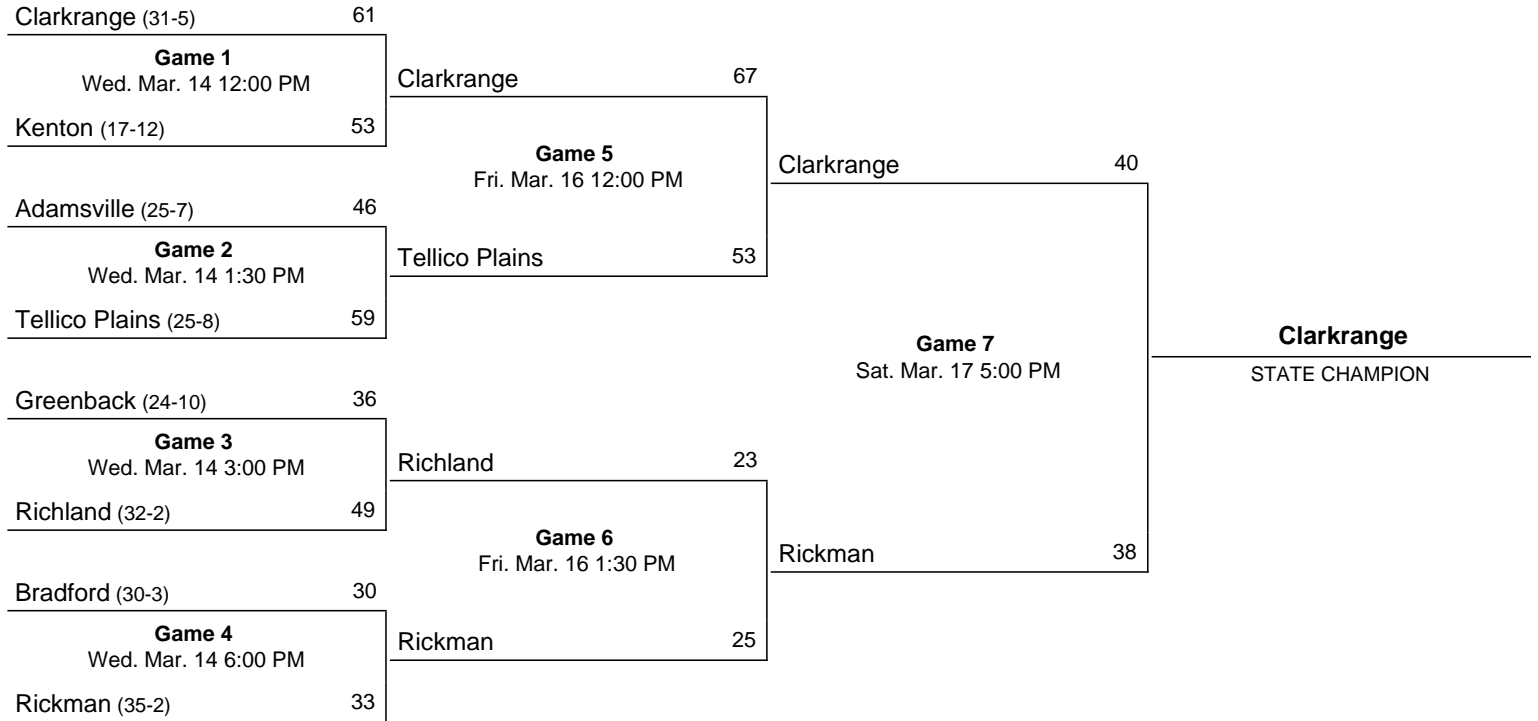 Clarkrange (31-5) 61
Game 1
Wed. Mar. 14 12:00 PM
Kenton (17-12) 53
Adamsville (25-7) 46
Game 2
Wed. Mar. 14 1:30 PM
Tellico Plains (25-8) 59
Greenback (24-10) 36
Game 3
Wed. Mar. 14 3:00 PM
Richland (32-2) 49
Bradford (30-3) 30
Game 4
Wed. Mar. 14 6:00 PM
Rickman (35-2) 33
Clarkrange 67
Game 5
Fri. Mar. 16 12:00 PM
Tellico Plains 53
Richland 23
Game 6
Fri. Mar. 16 1:30 PM
Rickman 25
Clarkrange 40
Game 7
Sat. Mar. 17 5:00 PM
Rickman 38
Clarkrange
STATE CHAMPION